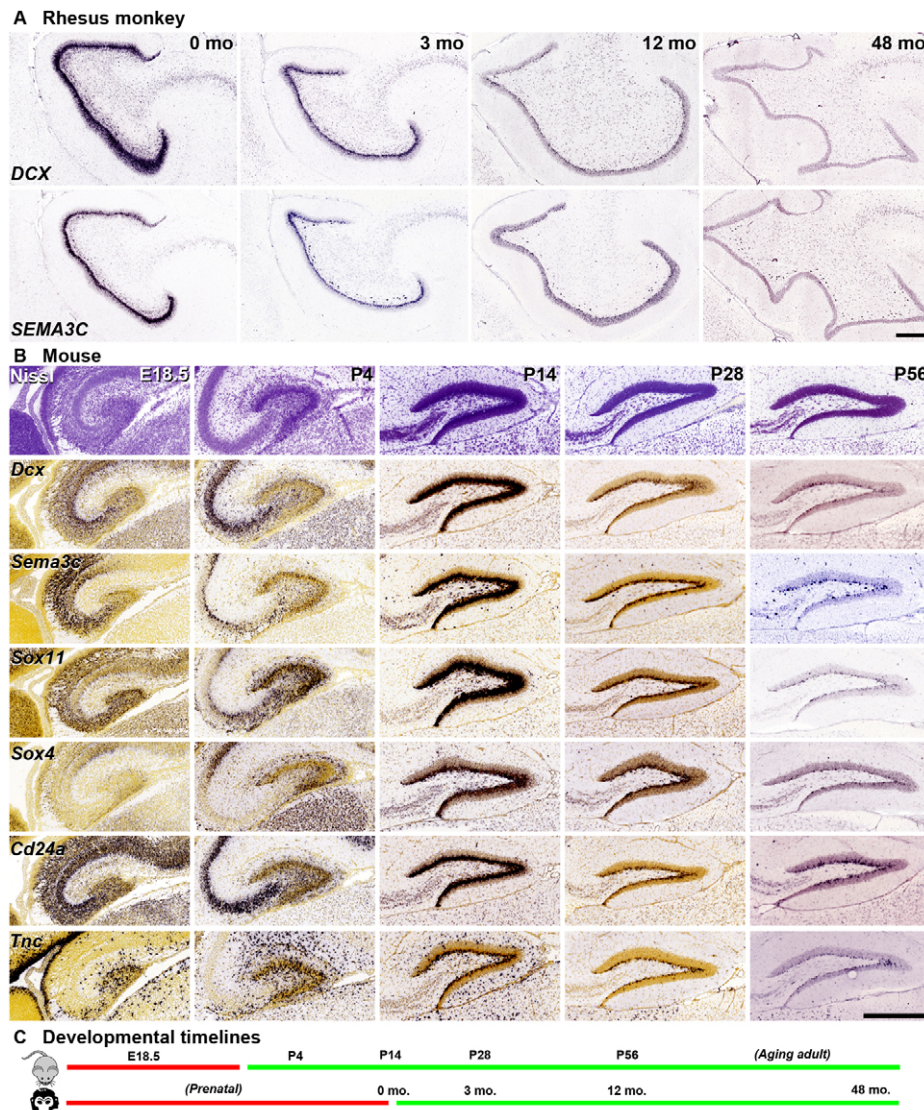 A Rhesus monkey
0 mo 3 mo 12 mo 48 mo
DCX
SEMA3C
B Mouse
Nissl E18.5 P4 P14 P28 P56
Dcx
Sema3c
Sox11
Sox4
Cd24a
Tnc
C Developmental timelines
E18.5 P4 P14 P28 P56 (Aging adult)
(Prenatal) 0 mo. 3 mo. 12 mo. 48 mo.